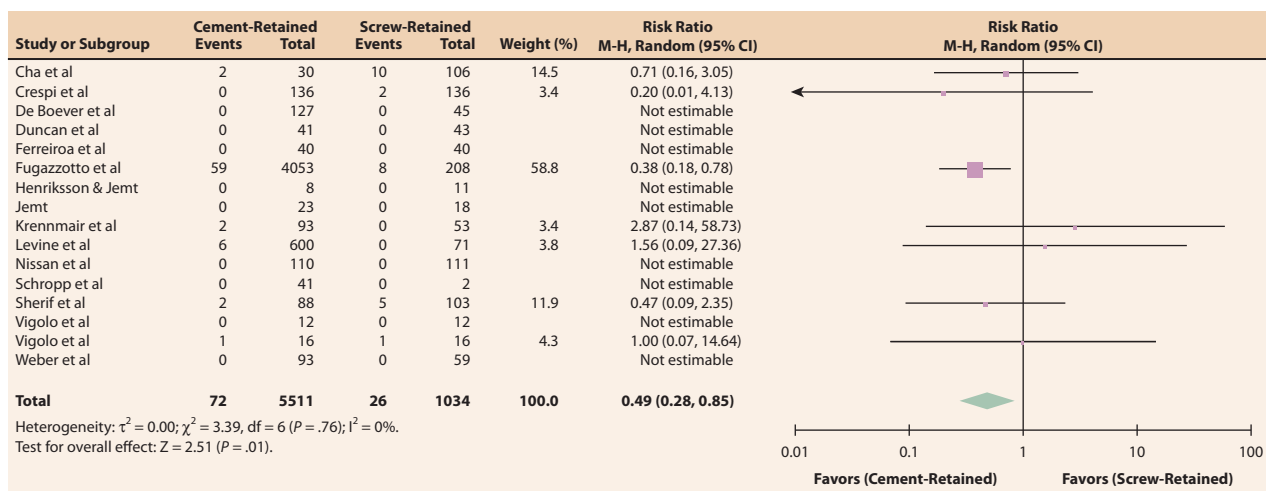 Cement-Retained Screw-Retained Risk Ratio Risk Ratio
Study or Subgroup Events Total Events Total Weight (%) M-H, Random (95% CI) M-H, Random (95% CI)
Cha et al 2 30 10 106 14.5 0.71 (0.16, 3.05)
Crespi et al 0 136 2 136 3.4 0.20 (0.01, 4.13)
De Boever et al 0 127 0 45 Not estimable
Duncan et al 0 41 0 43 Not estimable
Ferreiroa et al 0 40 0 40 Not estimable
Fugazzotto et al 59 4053 8 208 58.8 0.38 (0.18, 0.78)
Henriksson & Jemt 0 8 0 11 Not estimable
Jemt 0 23 0 18 Not estimable
Krennmair et al 2 93 0 53 3.4 2.87 (0.14, 58.73)
Levine et al 6 600 0 71 3.8 1.56 (0.09, 27.36)
Nissan et al 0 110 0 111 Not estimable
Schropp et al 0 41 0 2 Not estimable
Sherif et al 2 88 5 103 11.9 0.47 (0.09, 2.35)
Vigolo et al 0 12 0 12 Not estimable
Vigolo et al 1 16 1 16 4.3 1.00 (0.07, 14.64)
Weber et al 0 93 0 59 Not estimable
Total 72 5511 26 1034 100.0 0.49 (0.28, 0.85)
Heterogeneity: τ² = 0.00; χ² = 3.39, df = 6 (P = .76); I² = 0%.
Test for overall effect: Z = 2.51 (P = .01).
0.01 0.1 1 10 100
Favors (Cement-Retained) Favors (Screw-Retained)